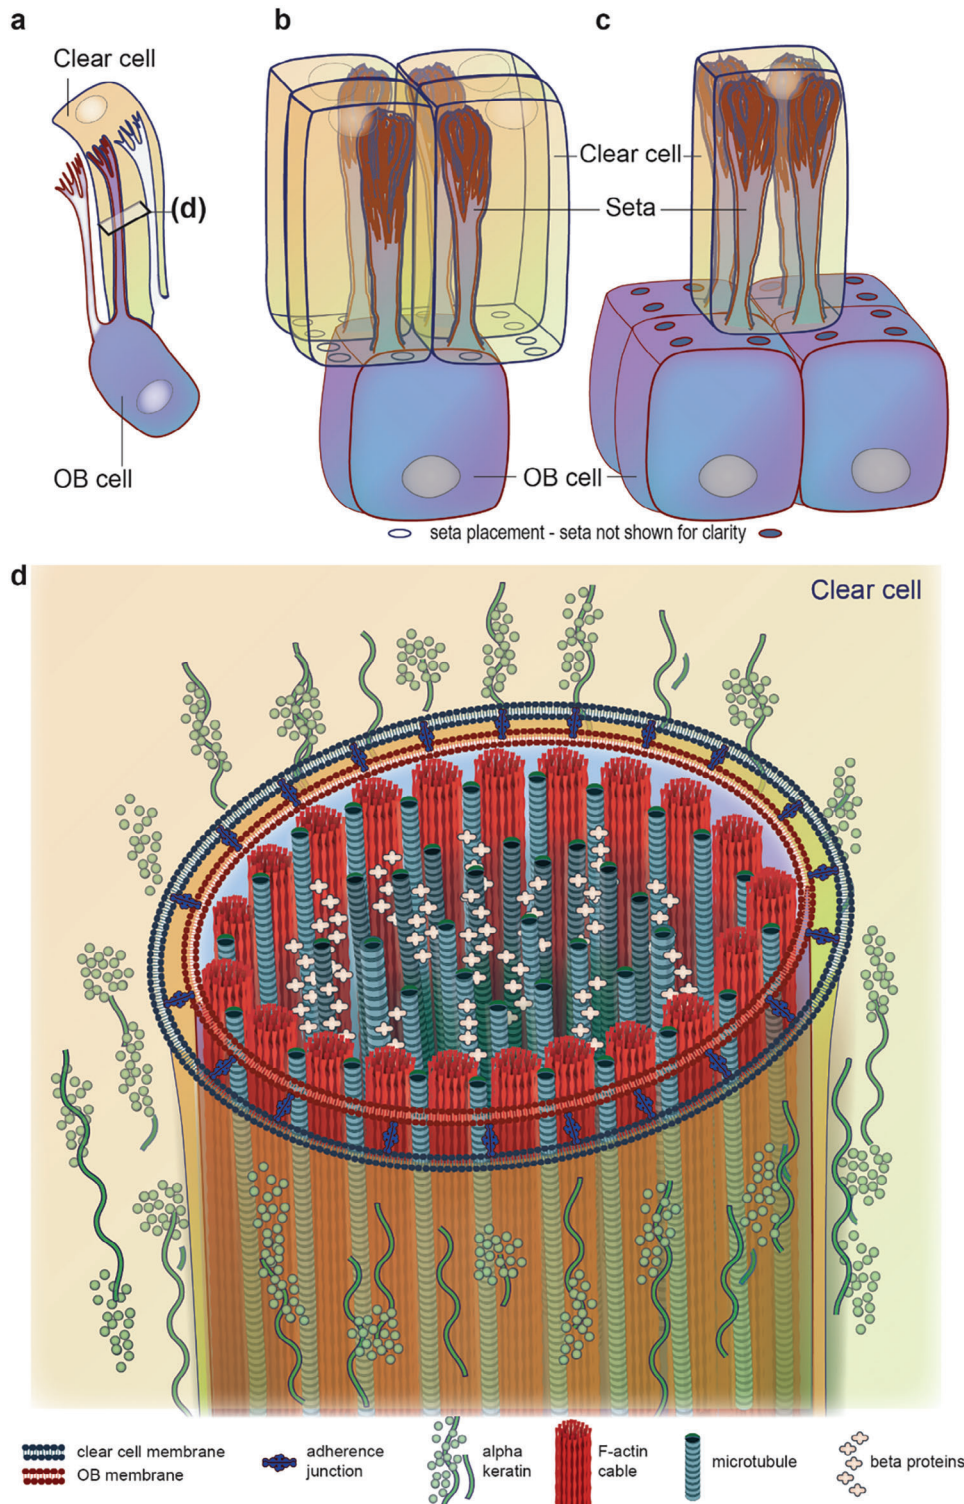 a
Clear cell
(d)
OB cell
b
c
Clear cell
Seta
OB cell
seta placement - seta not shown for clarity
d
Clear cell
clear cell membrane
OB membrane
adherence
junction
alpha
keratin
F-actin
cable
microtubule
beta proteins